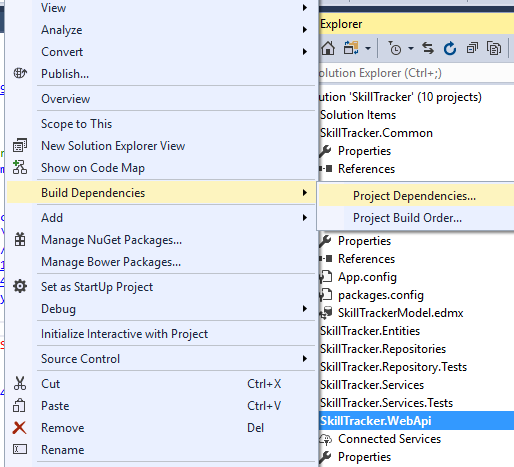 View
Analyze
Convert
Publish...
Overview
Scope to This
New Solution Explorer View
Show on Code Map
Build Dependencies
Add
Manage NuGet Packages...
Manage Bower Packages...
Set as StartUp Project
Debug
Initialize Interactive with Project
Source Control
Cut Ctrl+X
Paste Ctrl+V
Remove Del
Rename
Project Dependencies...
Project Build Order...
Explorer
olution Explorer (Ctrl+;)
ution 'SkillTracker' (10 projects)
Solution Items
SkillTracker.Common
Properties
References
Properties
References
App.config
packages.config
SkillTrackerModel.edmx
SkillTracker.Entities
SkillTracker.Repositories
SkillTracker.Repository.Tests
SkillTracker.Services
SkillTracker.Services.Tests
SkillTracker.WebApi
Connected Services
Properties